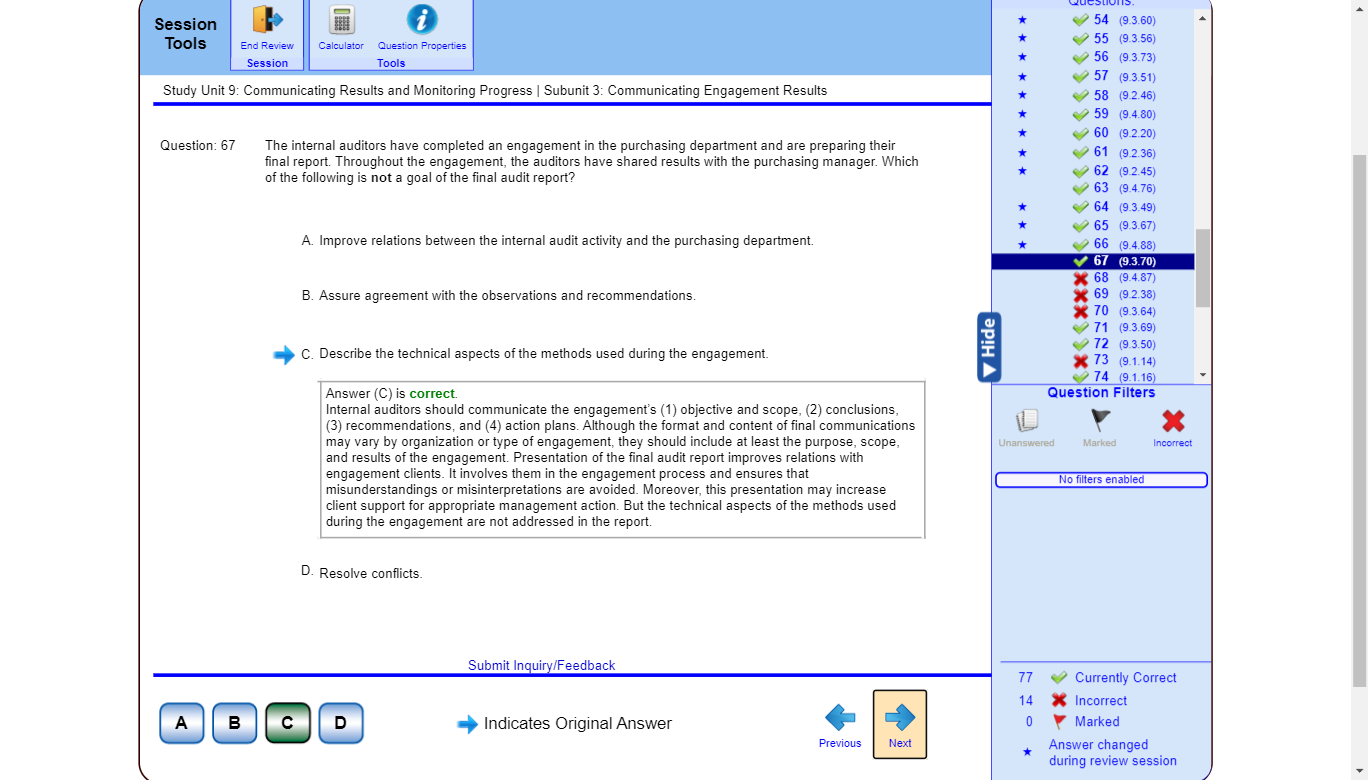 Session Tools
End Review
Session
Calculator
Question Properties
Tools
Study Unit 9: Communicating Results and Monitoring Progress | Subunit 3: Communicating Engagement Results
Question: 67
The internal auditors have completed an engagement in the purchasing department and are preparing their
final report. Throughout the engagement, the auditors have shared results with the purchasing manager. Which
of the following is not a goal of the final audit report?
A. Improve relations between the internal audit activity and the purchasing department.
B. Assure agreement with the observations and recommendations.
C. Describe the technical aspects of the methods used during the engagement.
Answer (C) is correct.
Internal auditors should communicate the engagement's (1) objective and scope, (2) conclusions,
(3) recommendations, and (4) action plans. Although the format and content of final communications
may vary by organization or type of engagement, they should include at least the purpose, scope,
and results of the engagement. Presentation of the final audit report improves relations with
engagement clients. It involves them in the engagement process and ensures that
misunderstandings or misinterpretations are avoided. Moreover, this presentation may increase
client support for appropriate management action. But the technical aspects of the methods used
during the engagement are not addressed in the report.
D. Resolve conflicts.
Submit Inquiry/Feedback
A
B
C
D
Indicates Original Answer
Previous
Next
Hide
Questions:
54 (9.3.60)
55 (9.3.56)
56 (9.3.73)
57 (9.3.51)
58 (9.2.46)
59 (9.4.80)
60 (9.2.20)
61 (9.2.36)
62 (9.2.45)
63 (9.4.76)
64 (9.3.49)
65 (9.3.67)
66 (9.4.88)
67 (9.3.70)
68 (9.4.87)
69 (9.2.38)
70 (9.3.64)
71 (9.3.69)
72 (9.3.50)
73 (9.1.14)
74 (9.1.16)
Question Filters
Unanswered
Marked
Incorrect
No filters enabled
77 Currently Correct
14 Incorrect
0 Marked
Answer changed
during review session